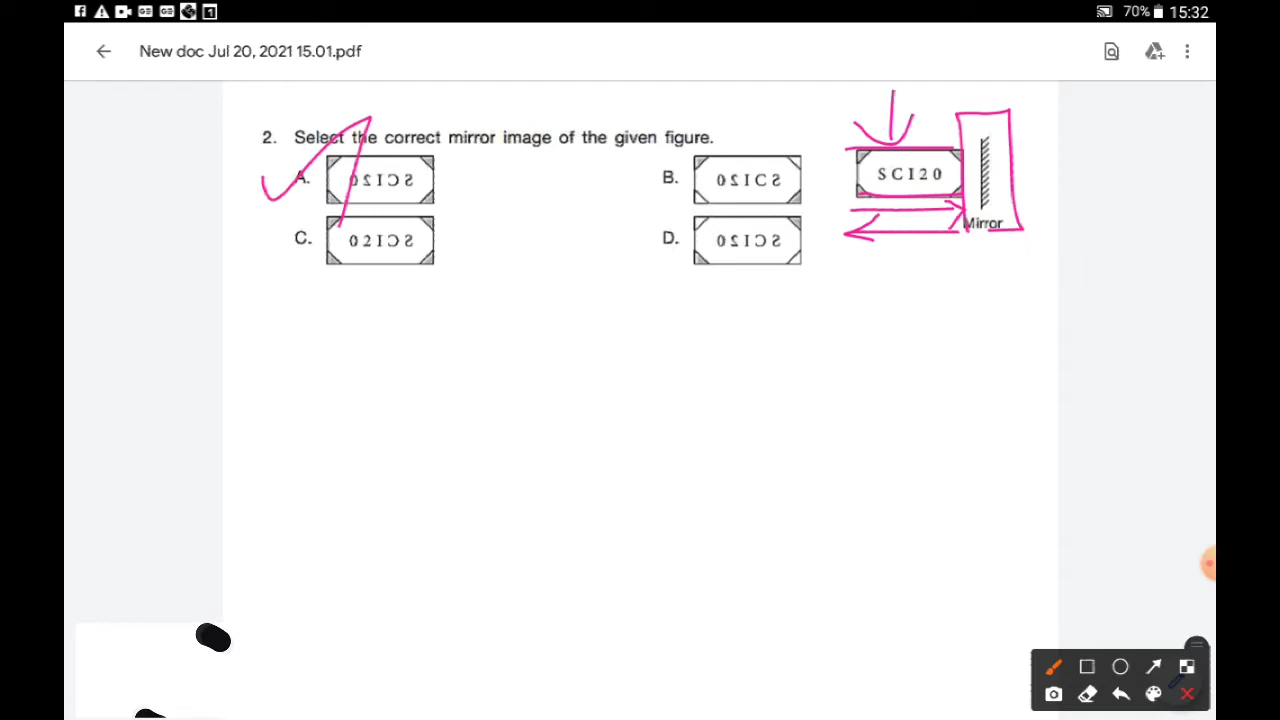 70% 15:32
New doc Jul 20, 2021 15.01.pdf
2. Select the correct mirror image of the given figure.
A.
B. 
SCI20
C.
D.
Mirror